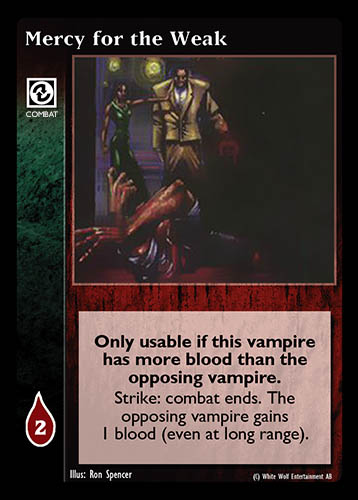 Mercy for the Weak
COMBAT
Only usable if this vampire
has more blood than the
opposing vampire.
Strike: combat ends. The
opposing vampire gains
1 blood (even at long range).
2
Illus: Ron Spencer
(C) White Wolf Entertainment AB